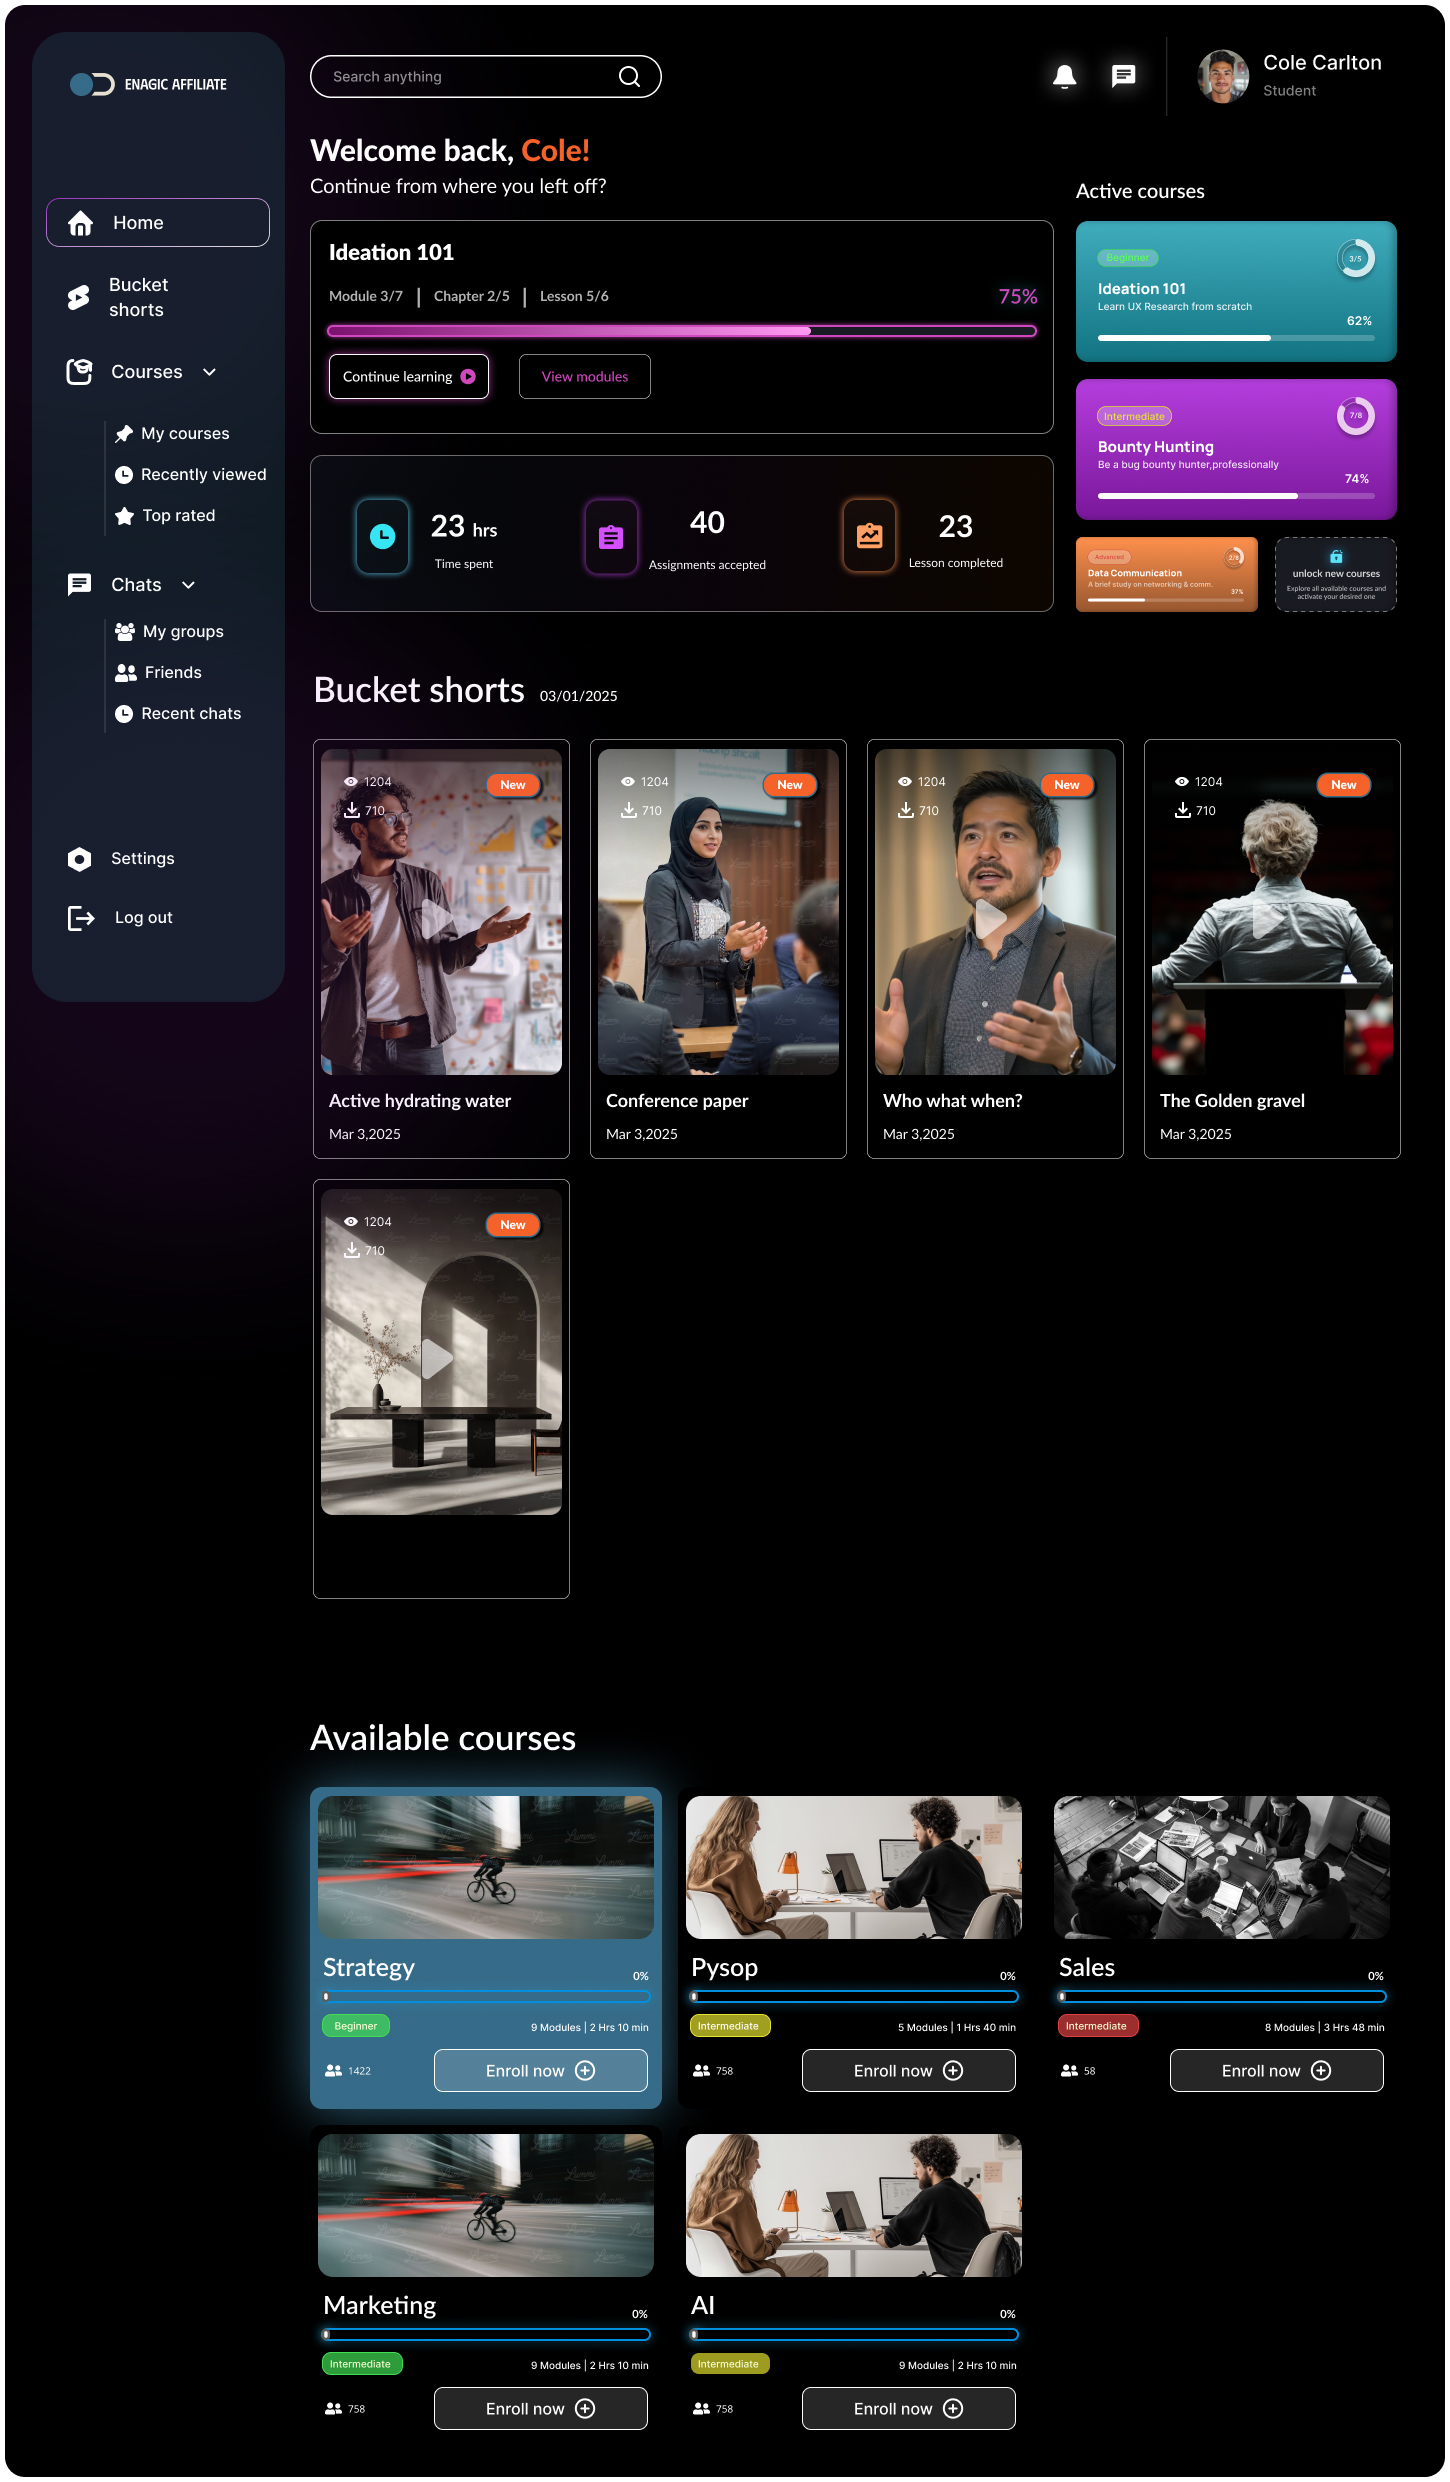 ENAGIC AFFILIATE
Home
Bucket
shorts
Courses
My courses
Recently viewed
Top rated
Chats
My groups
Friends
Recent chats
Settings
Log out
Search anything
Cole Carlton
Student
Welcome back, Cole!
Continue from where you left off?
Ideation 101
Module 3/7 | Chapter 2/5 | Lesson 5/6
75%
Continue learning
View modules
23 hrs
Time spent
40
Assignments accepted
23
Lesson completed
Active courses
Beginner
3/5
Ideation 101
Learn UX Research from scratch
62%
Intermediate
7/8
Bounty Hunting
Be a bug bounty hunter,professionally
74%
Advanced
2/8
Data Communication
A brief study on networking & comm.
37%
unlock new courses
Explore all available courses and
activate your desired one
Bucket shorts 03/01/2025
1204
New
710
Active hydrating water
Mar 3,2025
1204
New
710
Conference paper
Mar 3,2025
1204
New
710
Who what when?
Mar 3,2025
1204
New
710
The Golden gravel
Mar 3,2025
1204
New
710
Available courses
Lummi
Strategy
0%
Beginner
9 Modules | 2 Hrs 10 min
1422
Enroll now
Pysop
0%
Intermediate
5 Modules | 1 Hrs 40 min
758
Enroll now
Sales
0%
Intermediate
8 Modules | 3 Hrs 48 min
58
Enroll now
Lummi
Marketing
0%
Intermediate
9 Modules | 2 Hrs 10 min
758
Enroll now
AI
0%
Intermediate
9 Modules | 2 Hrs 10 min
758
Enroll now